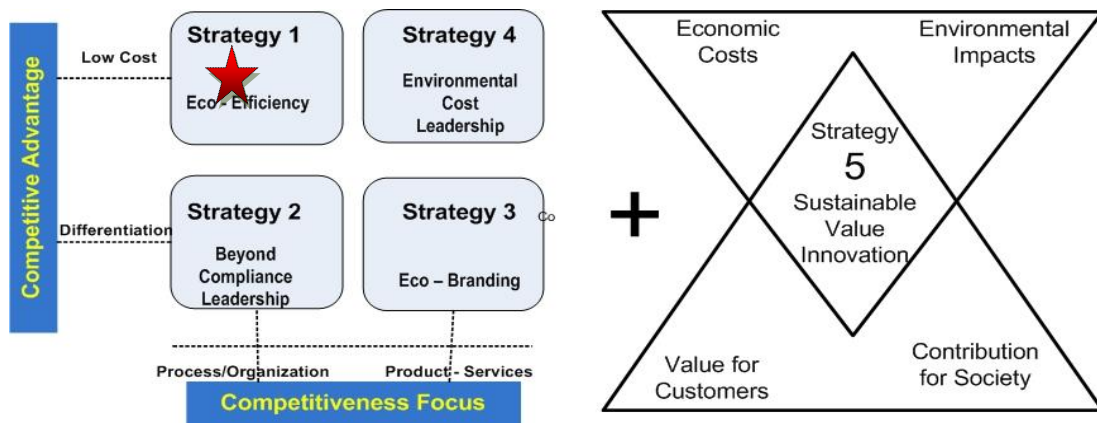 Competitive Advantage
Low Cost
Differentiation
Strategy 1
Eco - Efficiency
Strategy 4
Environmental
Cost
Leadership
Strategy 2
Beyond
Compliance
Leadership
Strategy 3
Eco – Branding
Co
Process/Organization
Product - Services
Competitiveness Focus
+
Economic
Costs
Environmental
Impacts
Strategy
5
Sustainable
Value
Innovation
Value for
Customers
Contribution
for Society